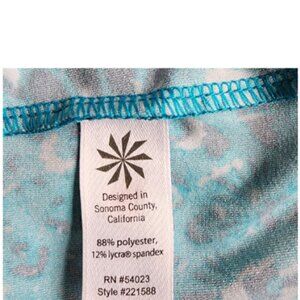 Designed in
Sonoma County,
California
88% polyester,
12% lycra® spandex
RN #54023
Style #221588